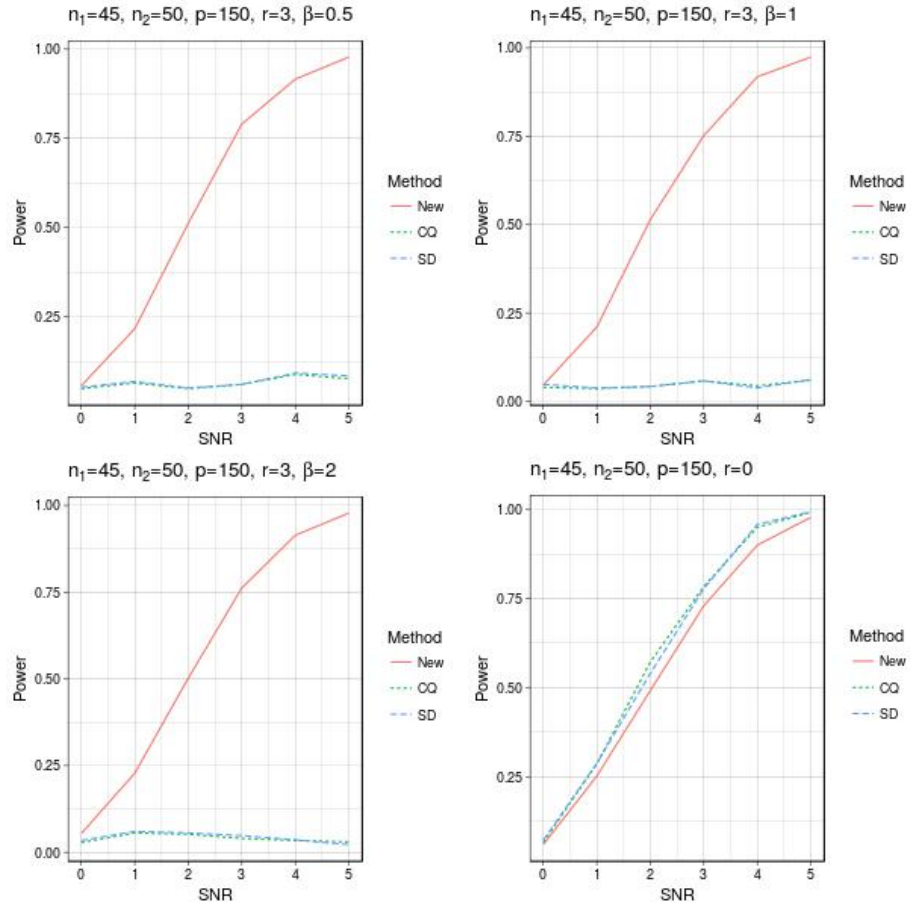 n₁=45, n₂=50, p=150, r=3, β=0.5
1.00
0.75
0.50
0.25
Power
0 1 2 3 4 5
SNR
Method
New
CQ
SD
n₁=45, n₂=50, p=150, r=3, β=1
1.00
0.75
0.50
0.25
0.00
Power
0 1 2 3 4 5
SNR
Method
New
CQ
SD
n₁=45, n₂=50, p=150, r=3, β=2
1.00
0.75
0.50
0.25
0.00
Power
0 1 2 3 4 5
SNR
Method
New
CQ
SD
n₁=45, n₂=50, p=150, r=0
1.00
0.75
0.50
0.25
Power
0 1 2 3 4 5
SNR
Method
New
CQ
SD